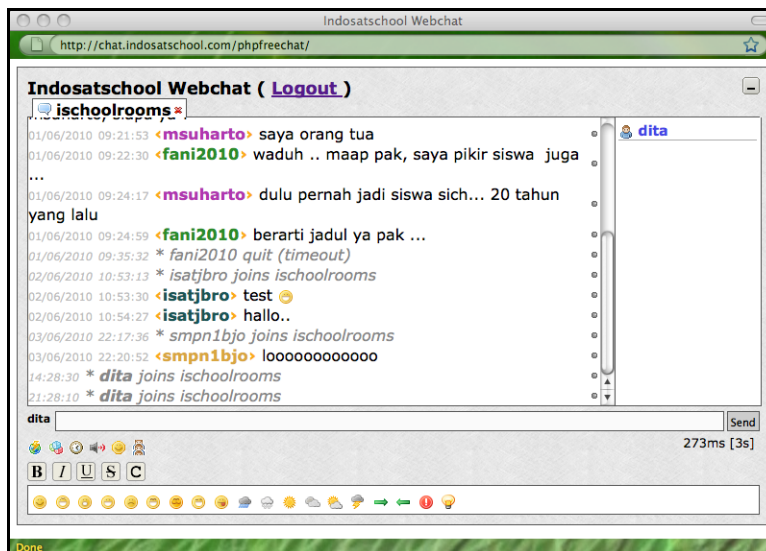 Indosatschool Webchat
http://chat.indosatschool.com/phpfreechat/
Indosatschool Webchat ( Logout )
ischoolrooms
01/06/2010 09:21:53 <msuharto> saya orang tua
01/06/2010 09:22:30 <fani2010> waduh .. maap pak, saya pikir siswa juga
...
01/06/2010 09:24:17 <msuharto> dulu pernah jadi siswa sich... 20 tahun
yang lalu
01/06/2010 09:24:59 <fani2010> berarti jadul ya pak ...
01/06/2010 09:35:32 * fani2010 quit (timeout)
02/06/2010 10:53:13 * isatjbro joins ischoolrooms
02/06/2010 10:53:30 <isatjbro> test
02/06/2010 10:54:27 <isatjbro> hallo..
03/06/2010 22:17:36 * smpn1bjo joins ischoolrooms
03/06/2010 22:20:52 <smpn1bjo> loooooooooooo
14:28:30 * dita joins ischoolrooms
21:28:10 * dita joins ischoolrooms
dita
dita
Send
273ms [3s]
B I U S C
Done